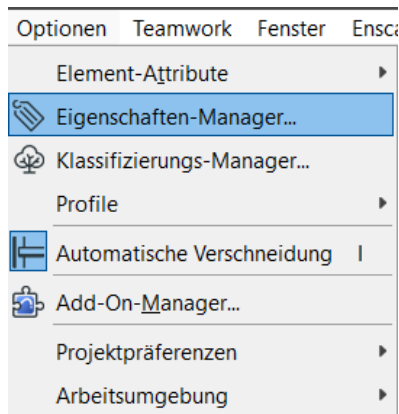 Optionen Teamwork Fenster
Element-Attribute
Eigenschaften-Manager...
Klassifizierungs-Manager...
Profile
Automatische Verschneidung I
Add-On-Manager...
Projektpräferenzen
Arbeitsumgebung